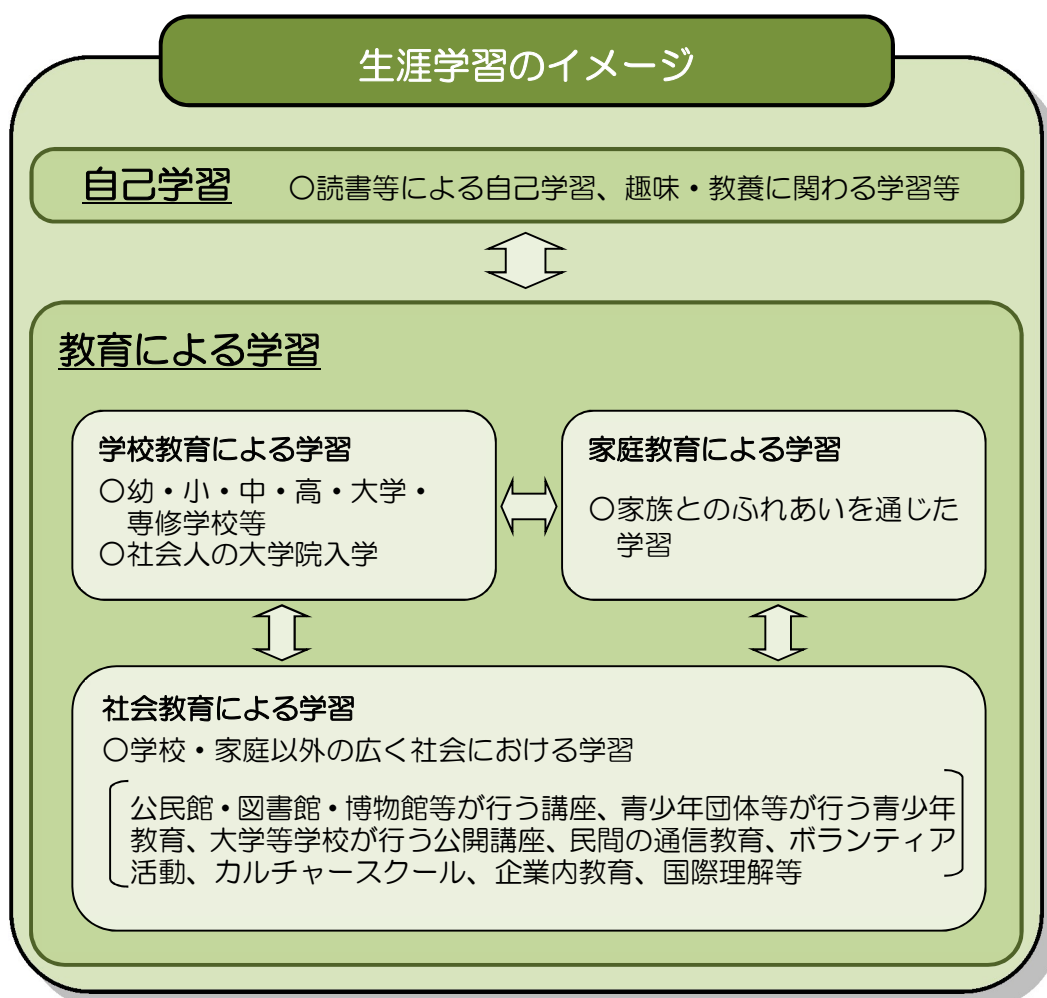 生涯学習のイメージ
自己学習 〇読書等による自己学習、趣味・教養に関わる学習等
教育による学習
学校教育による学習
〇幼・小・中・高・大学・
専修学校等
〇社会人の大学院入学
家庭教育による学習
〇家族とのふれあいを通じた
学習
社会教育による学習
〇学校・家庭以外の広く社会における学習
公民館・図書館・博物館等が行う講座、青少年団体等が行う青少年
教育、大学等学校が行う公開講座、民間の通信教育、ボランティア
活動、カルチャースクール、企業内教育、国際理解等